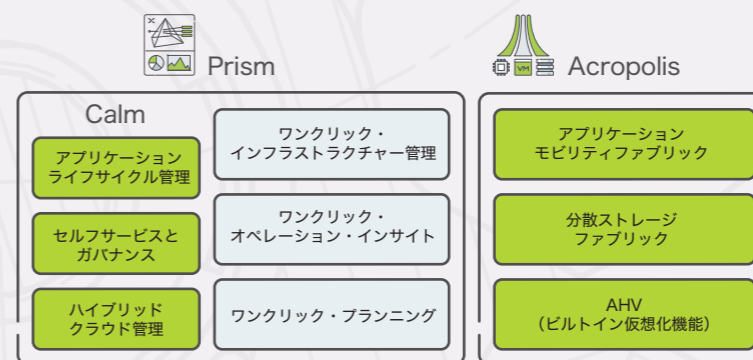 Prism
Calm
アプリケーション
ライフサイクル管理
セルフサービスと
ガバナンス
ハイブリッド
クラウド管理
ワンクリック・
インフラストラクチャー管理
ワンクリック・
オペレーション・インサイト
ワンクリック・プランニング
VM
Acropolis
アプリケーション
モビリティファブリック
分散ストレージ
ファブリック
AHV
（ビルトイン仮想化機能）